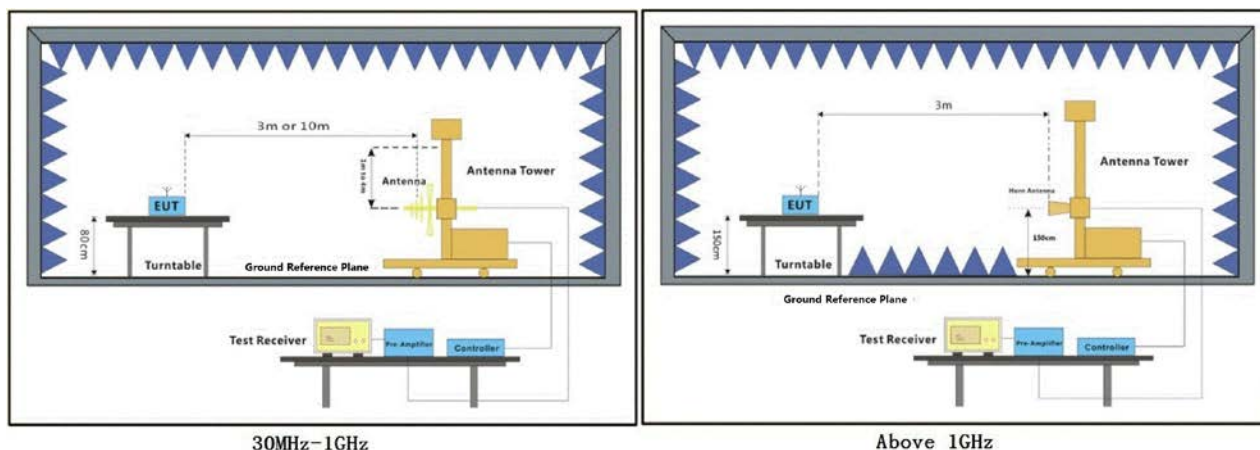 3m or 10m
1m to 4m
Antenna
Antenna Tower
EUT
80cm
Turntable
Ground Reference Plane
Test Receiver
Pre-Amplifier
Controller
30MHz-1GHz
3m
Antenna Tower
Horn Antenna
EUT
150cm
150cm
Turntable
Ground Reference Plane
Test Receiver
Pre-Amplifier
Controller
Above 1GHz